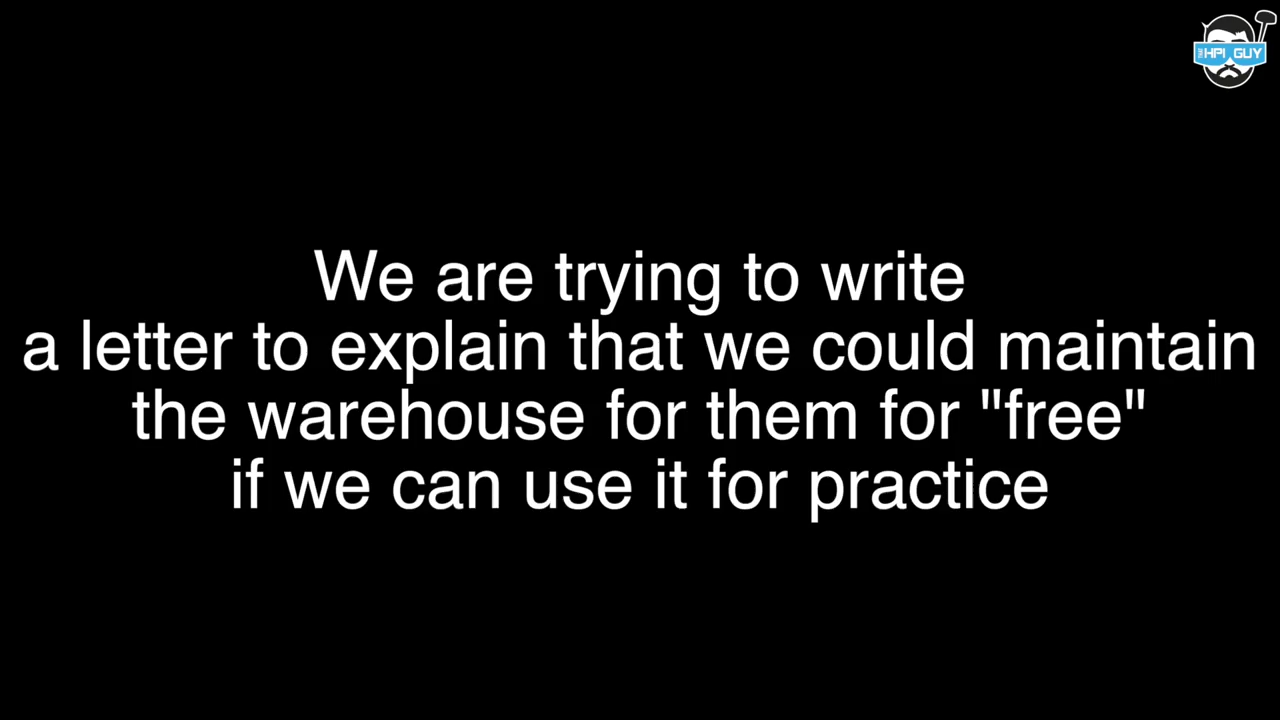 THAT HPI GUY
We are trying to write
a letter to explain that we could maintain
the warehouse for them for "free"
if we can use it for practice